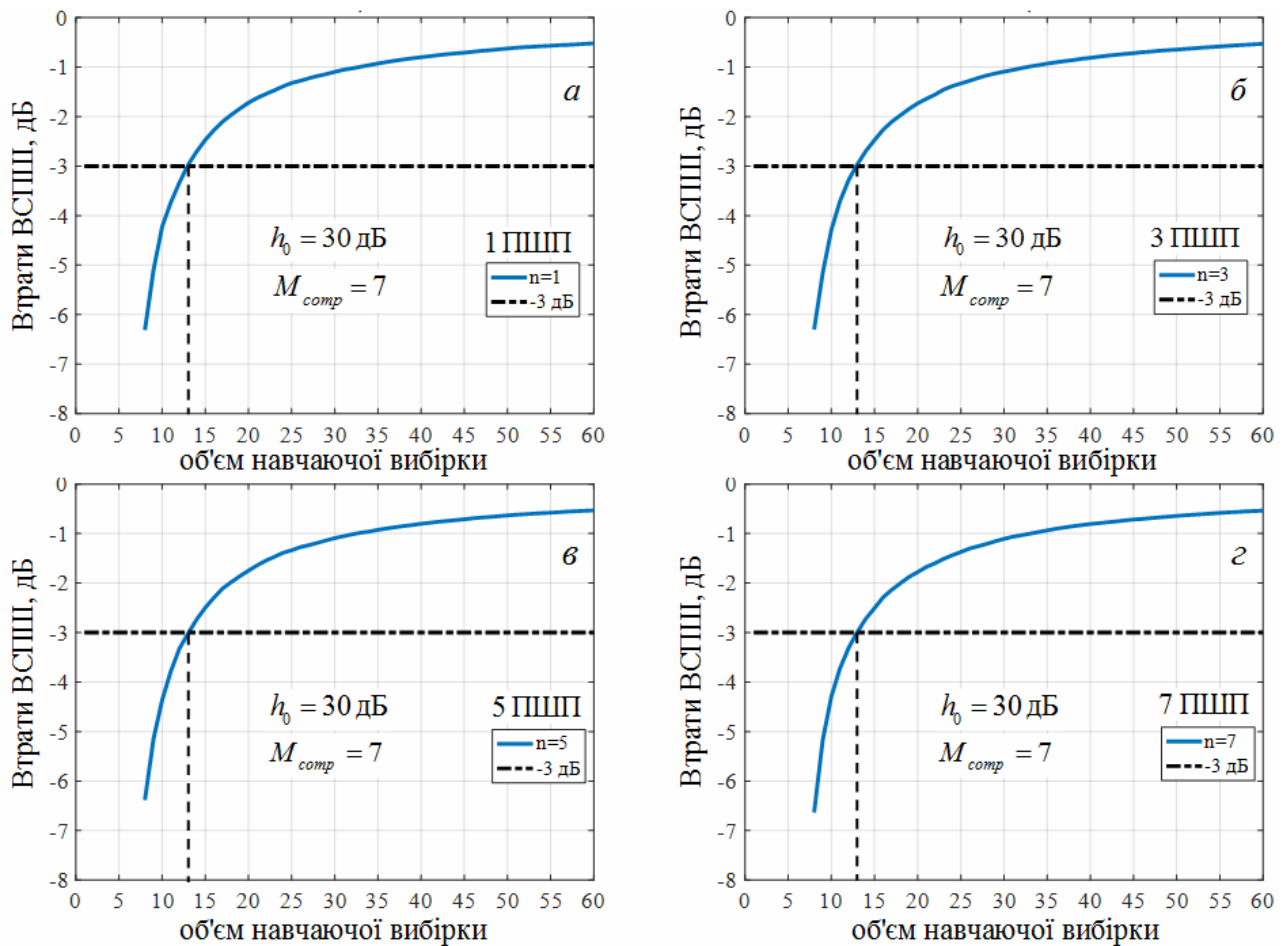 0
-1
-2
-3
-4
-5
-6
-7
-8
Втрати ВСПШ, дБ
а
h0 = 30 дБ
Mcomp = 7
1 ПШП
n=1
-3 дБ
0 5 10 15 20 25 30 35 40 45 50 55 60
об'єм навчаючої вибірки
0
-1
-2
-3
-4
-5
-6
-7
-8
Втрати ВСПШ, дБ
б
h0 = 30 дБ
Mcomp = 7
3 ПШП
n=3
-3 дБ
0 5 10 15 20 25 30 35 40 45 50 55 60
об'єм навчаючої вибірки
0
-1
-2
-3
-4
-5
-6
-7
-8
Втрати ВСПШ, дБ
в
h0 = 30 дБ
Mcomp = 7
5 ПШП
n=5
-3 дБ
0 5 10 15 20 25 30 35 40 45 50 55 60
об'єм навчаючої вибірки
0
-1
-2
-3
-4
-5
-6
-7
-8
Втрати ВСПШ, дБ
г
h0 = 30 дБ
Mcomp = 7
7 ПШП
n=7
-3 дБ
0 5 10 15 20 25 30 35 40 45 50 55 60
об'єм навчаючої вибірки